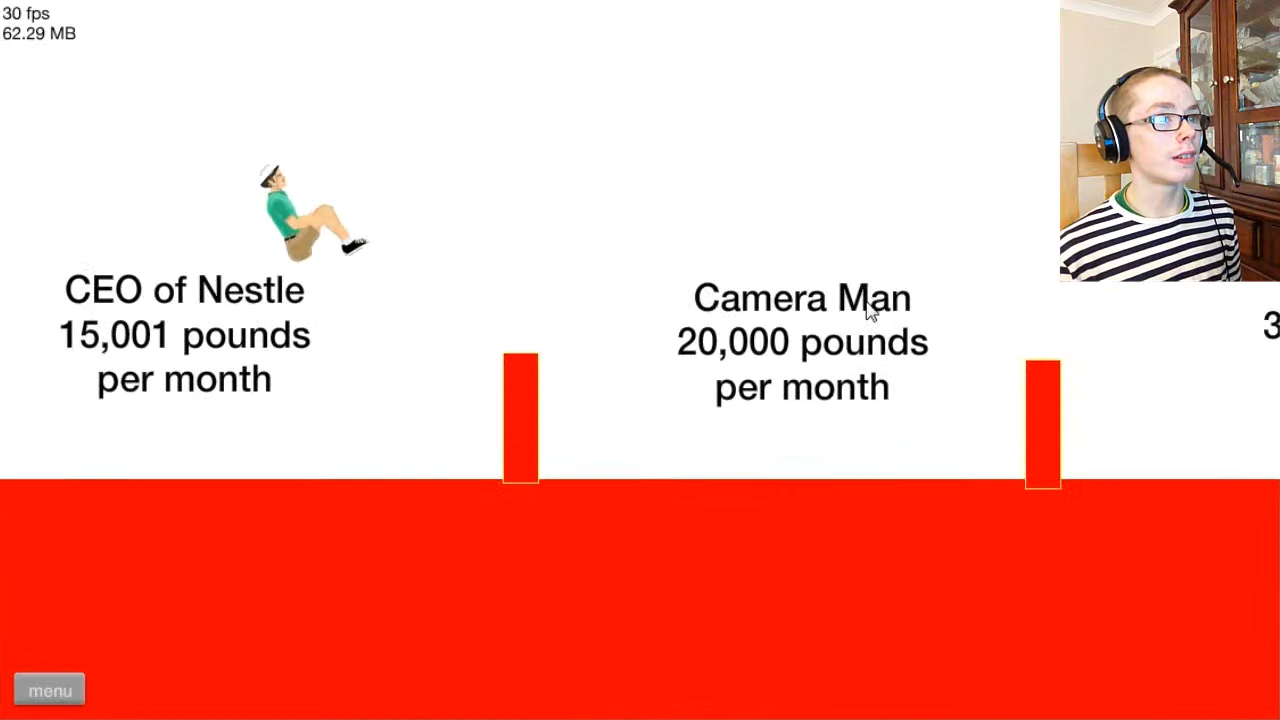 30 fps
62.29 MB
CEO of Nestle
15,001 pounds
per month
Camera Man
20,000 pounds
per month
3
menu